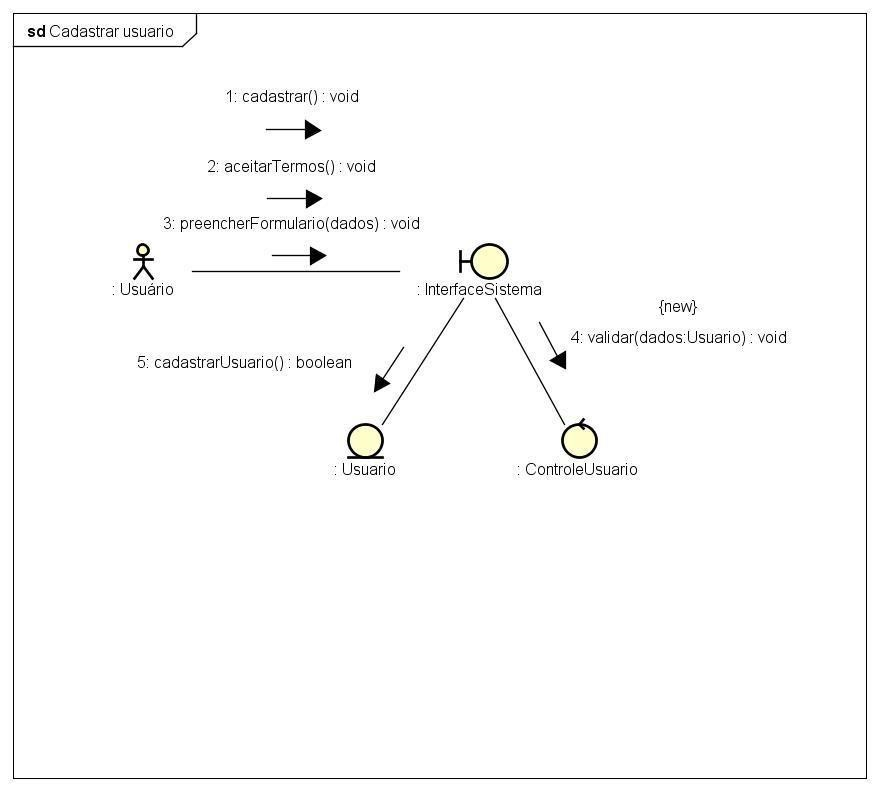 sd Cadastrar usuario
1: cadastrar() : void
2: aceitarTermos() : void
3: preencherFormulario(dados) : void
: Usuário
: InterfaceSistema
{new}
4: validar(dados:Usuario) : void
5: cadastrarUsuario() : boolean
: Usuario
: ControleUsuario